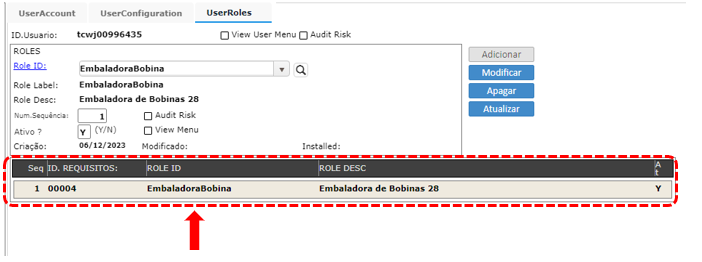 UserAccount UserConfiguration UserRoles
ID.Usuario: tcwj00996435 View User Menu Audit Risk
ROLES
Role ID: EmbaladoraBobina
Adicionar
Modificar
Apagar
Atualizar
Role Label: EmbaladoraBobina
Role Desc: Embaladora de Bobinas 28
Num.Sequência: 1 Audit Risk
Ativo ? Y (Y/N) View Menu
Criação: 06/12/2023 Modificado: Installed:
Seq ID. REQUISITOS: ROLE ID ROLE DESC At
1 00004 EmbaladoraBobina Embaladora de Bobinas 28 Y